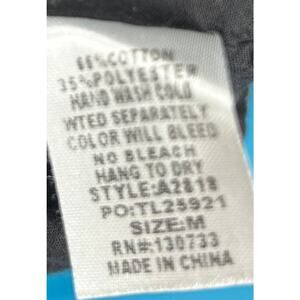 65%COTTON
35%POLYESTER
HAND WASH COLD
WTED SEPARATELY
COLOR WILL BLEED
NO BLEACH
HANG TO DRY
STYLE:A2818
PO:TL25921
SIZE:M
RN#:130733
MADE IN CHINA